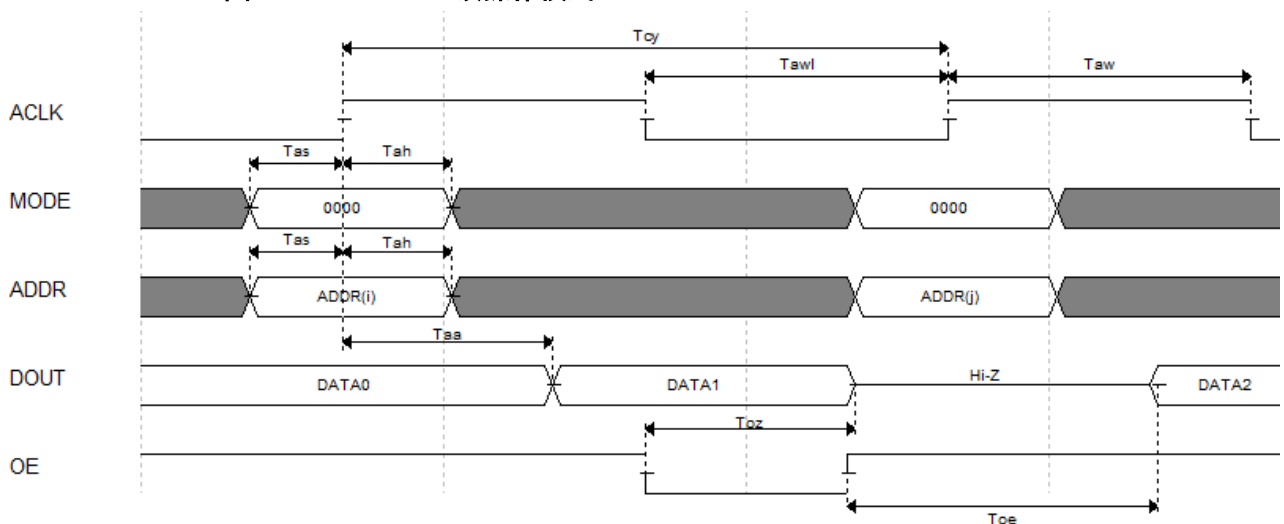 Tcy
Tawl Taw
ACLK
Tas Tah
MODE 0000 0000
Tas Tah
ADDR ADDR(i) ADDR(j)
Taa
DOUT DATA0 DATA1 Hi-Z DATA2
Toz
OE
Toe